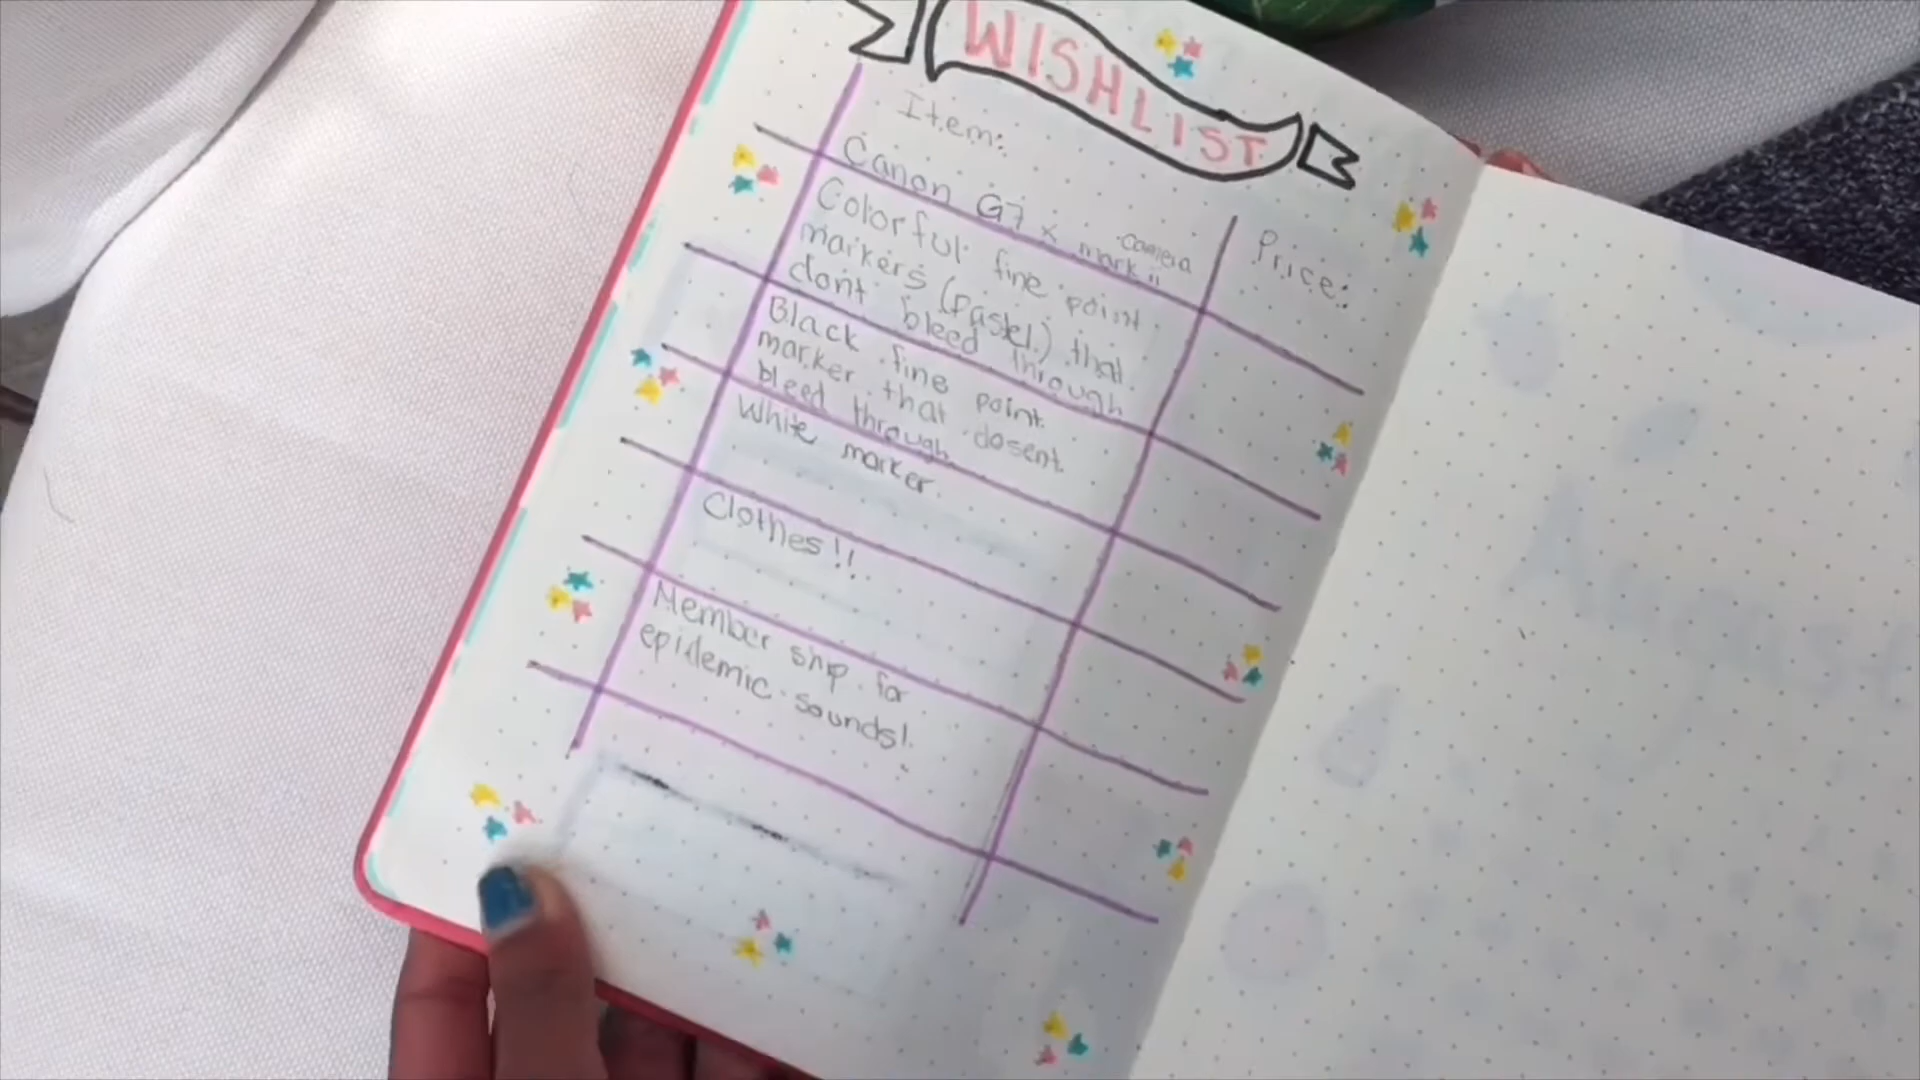 WISHLIST
Item:
Price:
Canon G7 x mark ii
camera
Colorful fine point
markers (pastel) that
dont bleed through
Black fine point
marker that dosent
bleed through
White marker
Clothes!!
Member ship for
epidemic sounds!
August